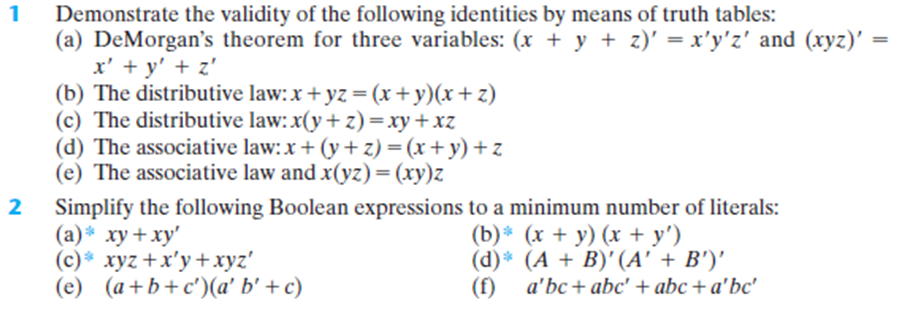 1 Demonstrate the validity of the following identities by means of truth tables:
(a) DeMorgan's theorem for three variables: (x + y + z)' = x'y'z' and (xyz)' =
x' + y' + z'
(b) The distributive law: x + yz = (x + y)(x + z)
(c) The distributive law: x(y + z) = xy + xz
(d) The associative law: x + (y + z) = (x + y) + z
(e) The associative law and x(yz) = (xy)z
2 Simplify the following Boolean expressions to a minimum number of literals:
(a)* xy + xy' (b)* (x + y) (x + y')
(c)* xyz + x'y + xyz' (d)* (A + B)' (A' + B')'
(e) (a + b + c')(a' b' + c) (f) a'bc + abc' + abc + a'bc'